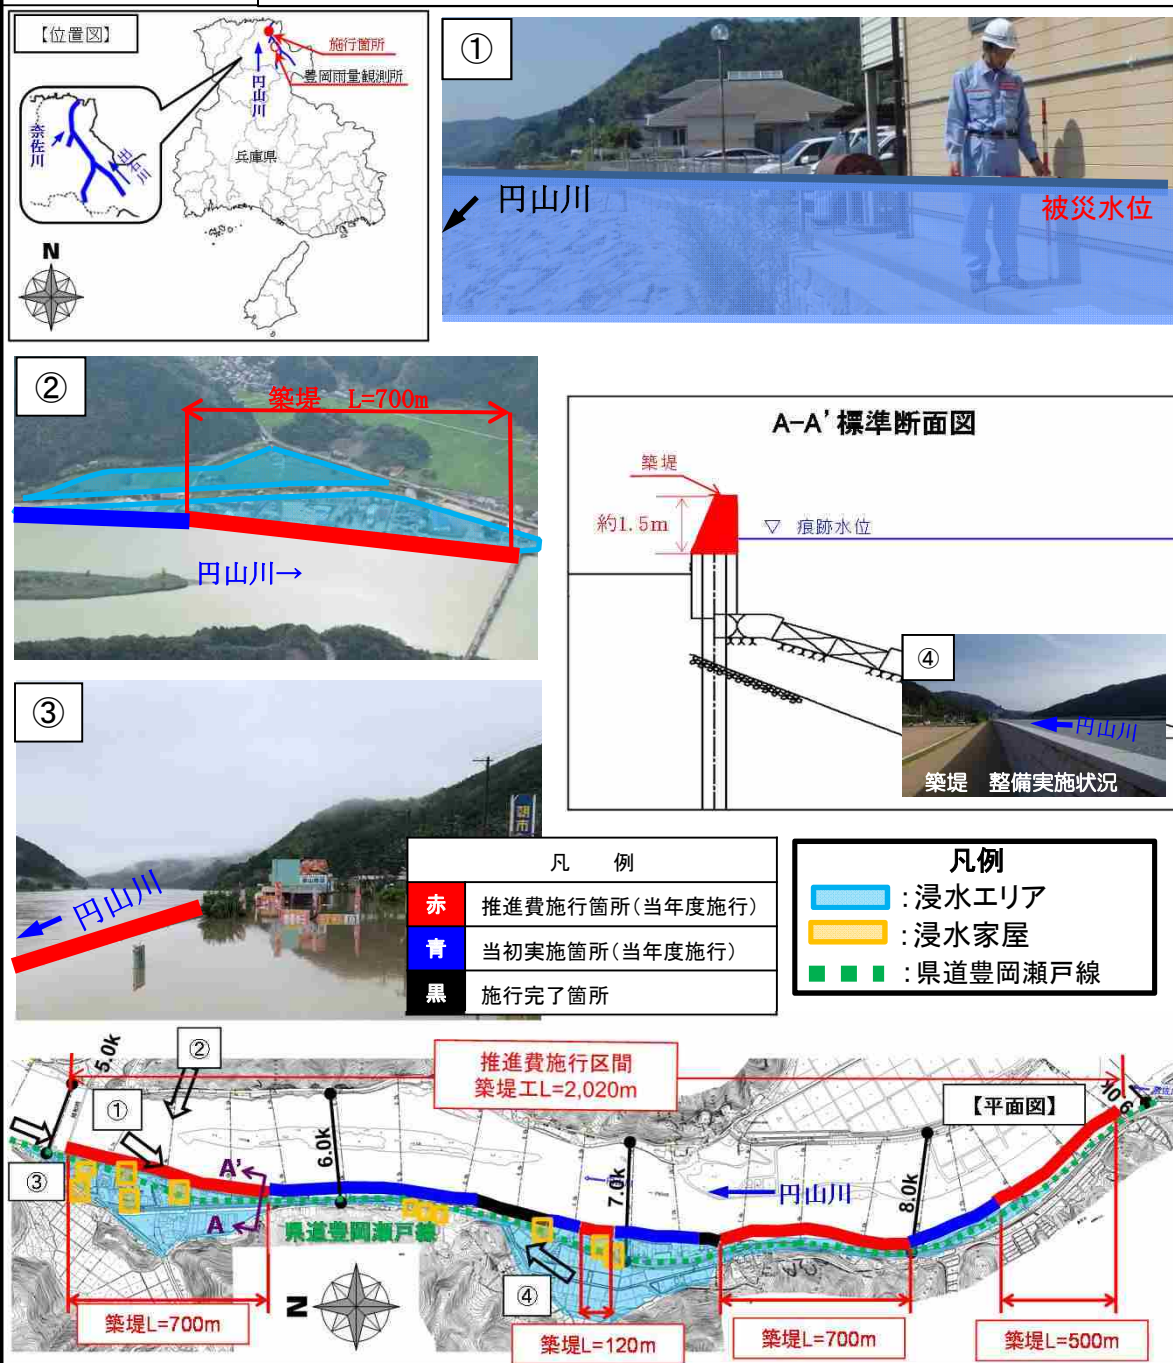 【位置図】
施行箇所
豊岡雨量観測所
円山川
奈佐川
出石川
兵庫県
N
①
円山川
被災水位
②
築堤 L=700m
円山川→
A-A’標準断面図
築堤
約1.5m
▽ 痕跡水位
④
円山川
築堤 整備実施状況
③
円山川
朝市
凡 例
赤 推進費施行箇所(当年度施行)
青 当初実施箇所(当年度施行)
黒 施行完了箇所
凡例
:浸水エリア
:浸水家屋
:県道豊岡瀬戸線
5.0k
②
推進費施行区間
築堤工L=2,020m
【平面図】
9.0k
①
6.0k
7.0k
8.0k
③
A'
A
円山川
県道豊岡瀬戸線
④
N
築堤L=700m
築堤L=120m
築堤L=700m
築堤L=500m